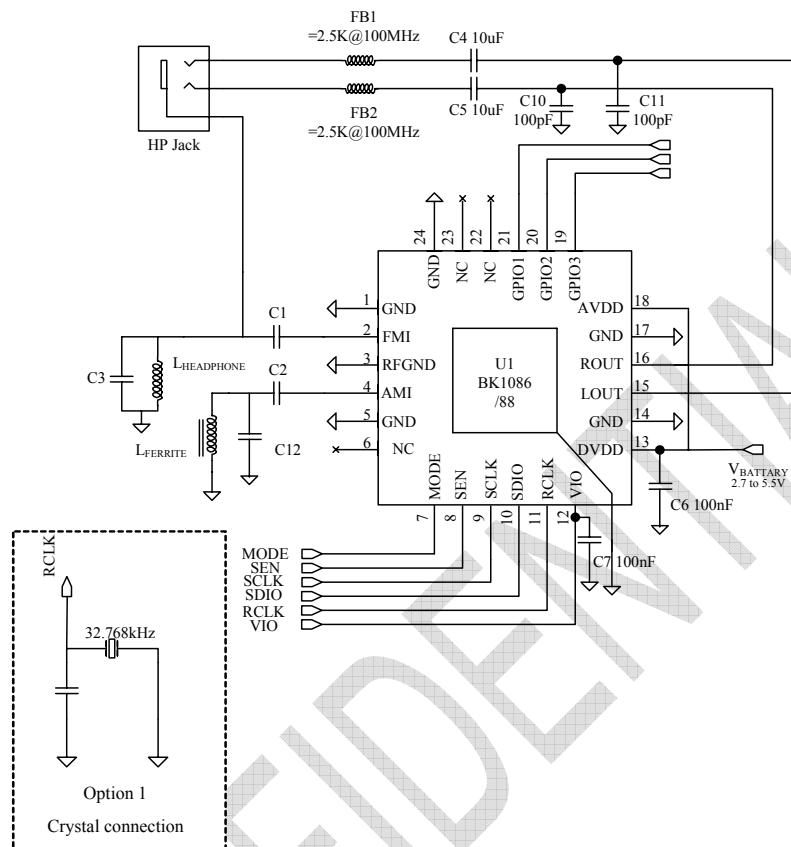 FB1
=2.5K@100MHz
C4 10uF
C5 10uF
FB2
=2.5K@100MHz
C10
100pF
C11
100pF
HP Jack
24
23
22
21
20
19
GND
NC
NC
GPIO1
GPIO2
GPIO3
1
GND
2
FMI
3
RFGND
4
AMI
5
GND
6
NC
AVDD
18
GND
17
ROUT
16
LOUT
15
GND
14
DVDD
13
U1
BK1086
/88
C1
C2
C3
LHEADPHONE
LFERRITE
C12
MODE
SEN
SCLK
SDIO
RCLK
VIO
7
8
9
10
11
12
VBATTARY
2.7 to 5.5V
C6 100nF
C7 100nF
MODE
SEN
SCLK
SDIO
RCLK
VIO
RCLK
32.768kHz
Option 1
Crystal connection